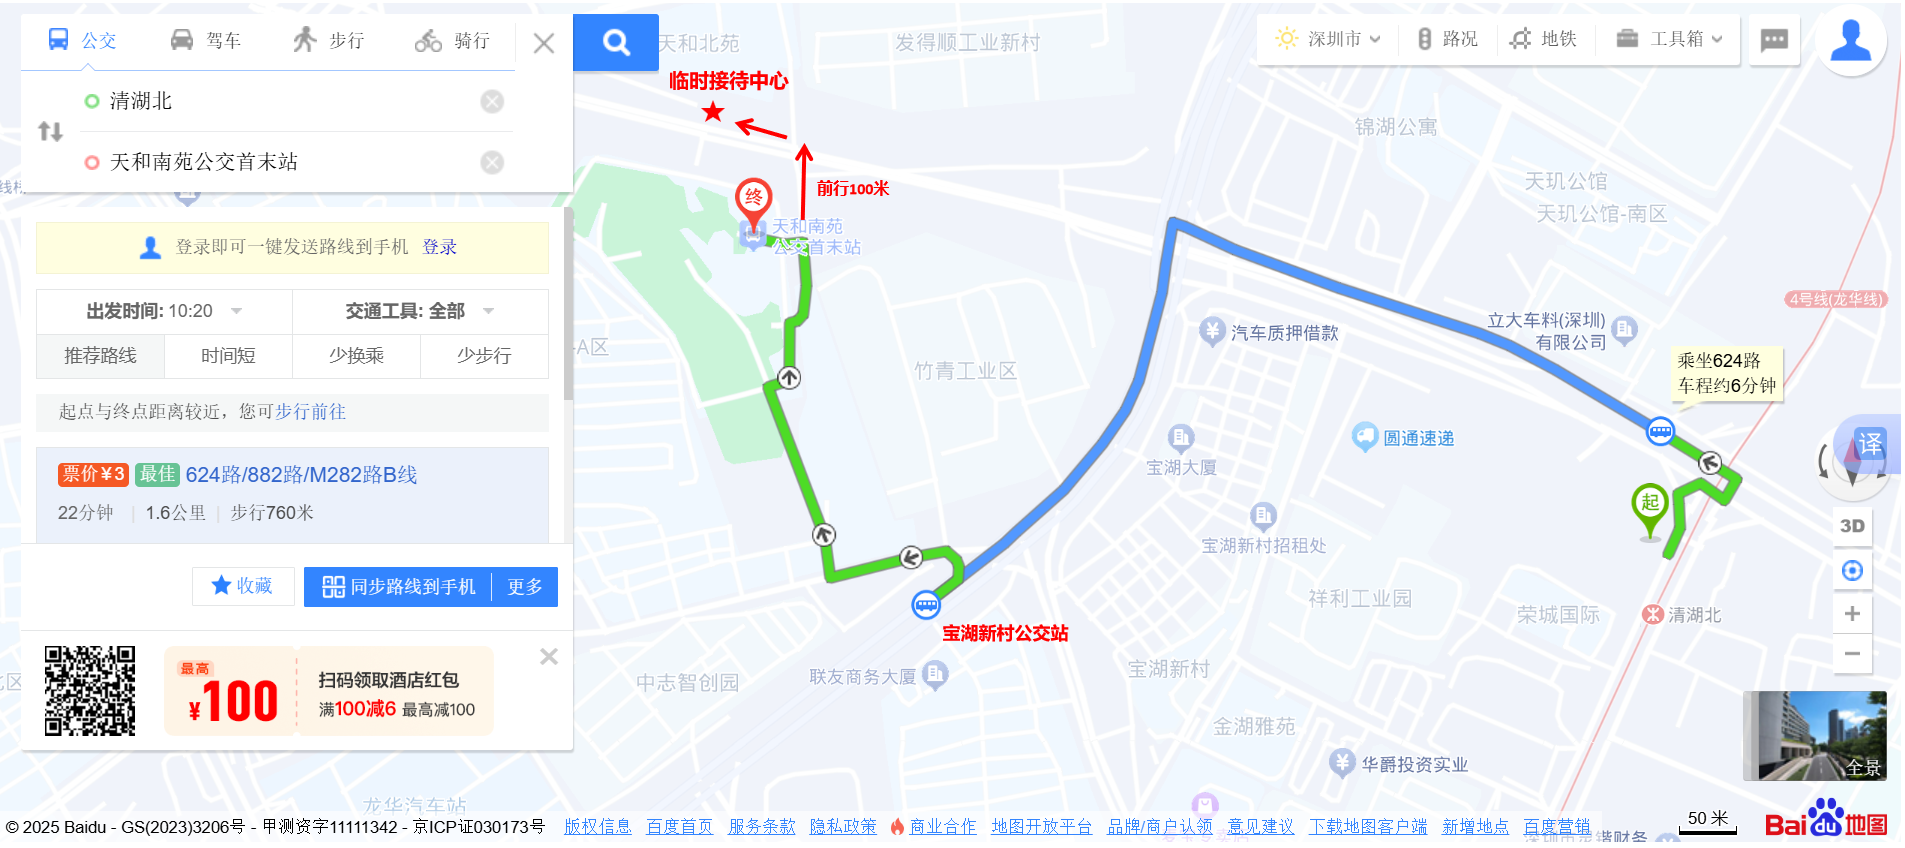 公交
驾车
步行
骑行
清湖北
天和南苑公交首末站
登录即可一键发送路线到手机 登录
出发时间: 10:20
交通工具: 全部
推荐路线
时间短
少换乘
少步行
起点与终点距离较近，您可步行前往
票价¥3 最佳 624路/882路/M282路B线
22分钟 | 1.6公里 | 步行760米
收藏
同步路线到手机 更多
最高
¥100
扫码领取酒店红包
满100减6 最高减100
深圳市
路况
地铁
工具箱
天和北苑
发得顺工业新村
临时接待中心
前行100米
终
天和南苑
公交首末站
锦湖公寓
天玑公馆
天玑公馆-南区
4号线(龙华线)
汽车质押借款
立大车料(深圳)
有限公司
乘坐624路
车程约6分钟
-A区
竹青工业区
圆通速递
宝湖大厦
译
起
3D
宝湖新村招租处
祥利工业园
荣城国际
清湖北
宝湖新村公交站
联友商务大厦
中志智创园
宝湖新村
金湖雅苑
华爵投资实业
全景
龙华汽车站
50 米
Bai du 地图
© 2025 Baidu - GS(2023)3206号 - 甲测资字11111342 - 京ICP证030173号
版权信息 百度首页 服务条款 隐私政策 商业合作 地图开放平台 品牌/商户认领 意见建议 下载地图客户端 新增地点 百度营销